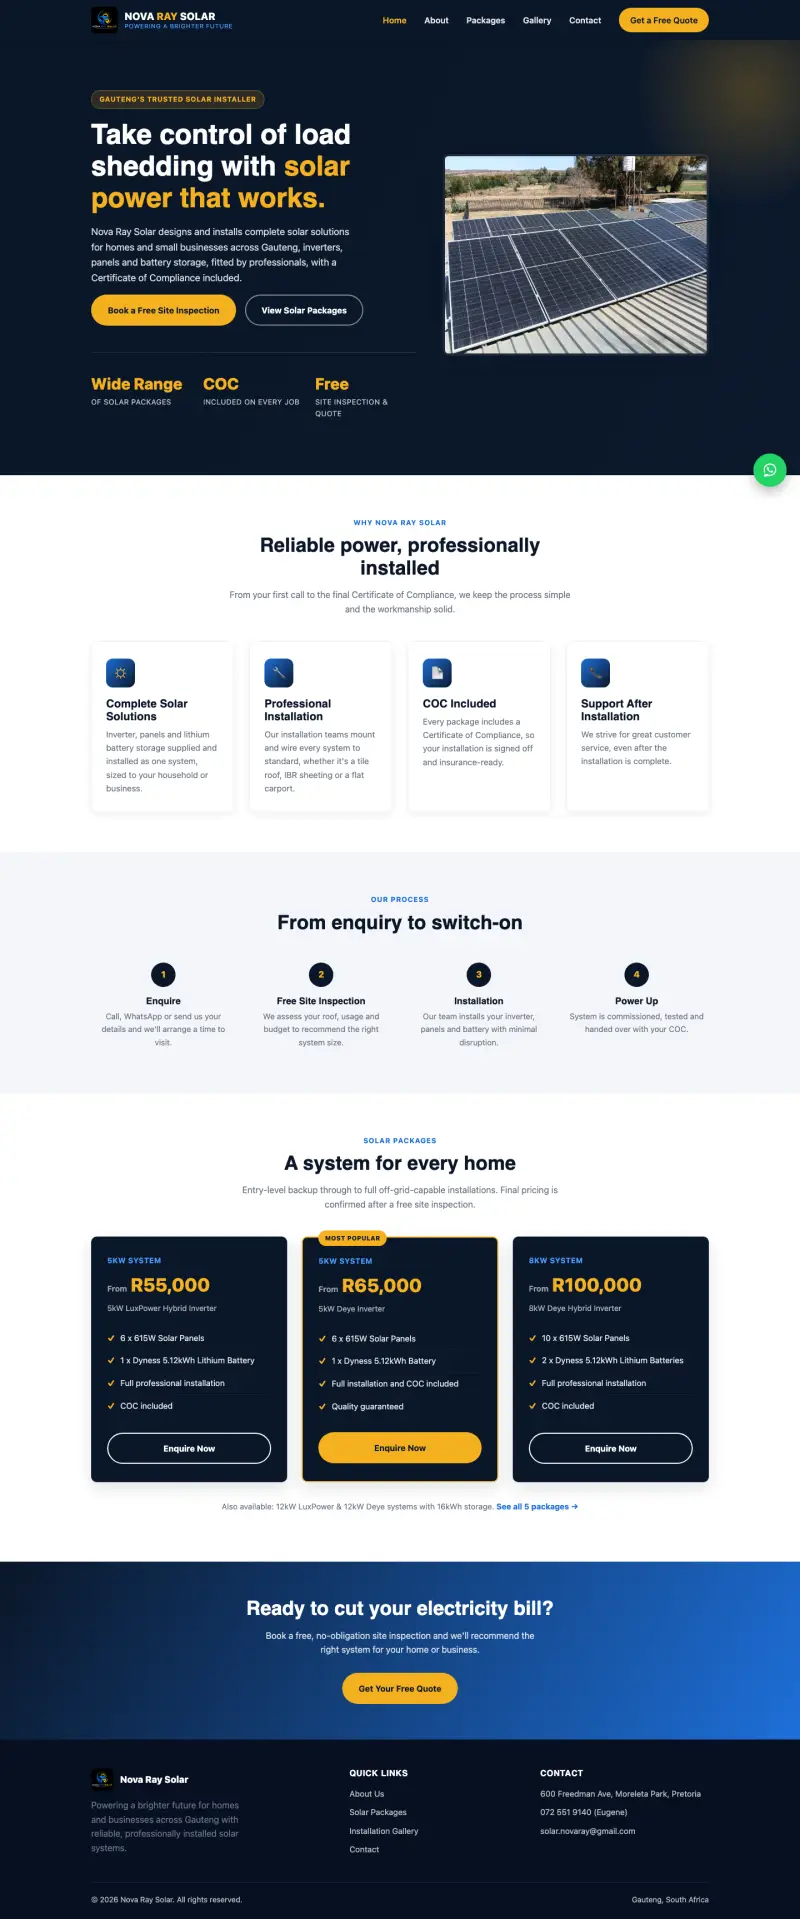 NOVA RAY SOLAR
POWERING A BRIGHTER FUTURE
Home
About
Packages
Gallery
Contact
Get a Free Quote
GAUTENG'S TRUSTED SOLAR INSTALLER
Take control of load
shedding with solar
power that works.
Nova Ray Solar designs and installs complete solar solutions
for homes and small businesses across Gauteng, inverters,
panels and battery storage, fitted by professionals, with a
Certificate of Compliance included.
Book a Free Site Inspection
View Solar Packages
Wide Range
OF SOLAR PACKAGES
COC
INCLUDED ON EVERY JOB
Free
SITE INSPECTION &
QUOTE
WHY NOVA RAY SOLAR
Reliable power, professionally
installed
From your first call to the final Certificate of Compliance, we keep the process simple
and the workmanship solid.
Complete Solar
Solutions
Inverter, panels and lithium
battery storage supplied and
installed as one system,
sized to your household or
business.
Professional
Installation
Our installation teams mount
and wire every system to
standard, whether it's a tile
roof, IBR sheeting or a flat
carport.
COC Included
Every package includes a
Certificate of Compliance, so
your installation is signed off
and insurance-ready.
Support After
Installation
We strive for great customer
service, even after the
installation is complete.
OUR PROCESS
From enquiry to switch-on
1
Enquire
Call, WhatsApp or send us your
details and we'll arrange a time to
visit.
2
Free Site Inspection
We assess your roof, usage and
budget to recommend the right
system size.
3
Installation
Our team installs your inverter,
panels and battery with minimal
disruption.
4
Power Up
System is commissioned, tested and
handed over with your COC.
SOLAR PACKAGES
A system for every home
Entry-level backup through to full off-grid-capable installations. Final pricing is
confirmed after a free site inspection.
5KW SYSTEM
From R55,000
5kW LuxPower Hybrid Inverter
6 x 615W Solar Panels
1 x Dyness 5.12kWh Lithium Battery
Full professional installation
COC included
Enquire Now
MOST POPULAR
5KW SYSTEM
From R65,000
5kW Deye Inverter
6 x 615W Solar Panels
1 x Dyness 5.12kWh Battery
Full installation and COC included
Quality guaranteed
Enquire Now
8KW SYSTEM
From R100,000
8kW Deye Hybrid Inverter
10 x 615W Solar Panels
2 x Dyness 5.12kWh Lithium Batteries
Full professional installation
COC included
Enquire Now
Also available: 12kW LuxPower & 12kW Deye systems with 16kWh storage. See all 5 packages →
Ready to cut your electricity bill?
Book a free, no-obligation site inspection and we'll recommend the
right system for your home or business.
Get Your Free Quote
Nova Ray Solar
Powering a brighter future for homes
and businesses across Gauteng with
reliable, professionally installed solar
systems.
QUICK LINKS
About Us
Solar Packages
Installation Gallery
Contact
CONTACT
600 Freedman Ave, Moreleta Park, Pretoria
072 551 9140 (Eugene)
solar.novaray@gmail.com
© 2026 Nova Ray Solar. All rights reserved.
Gauteng, South Africa